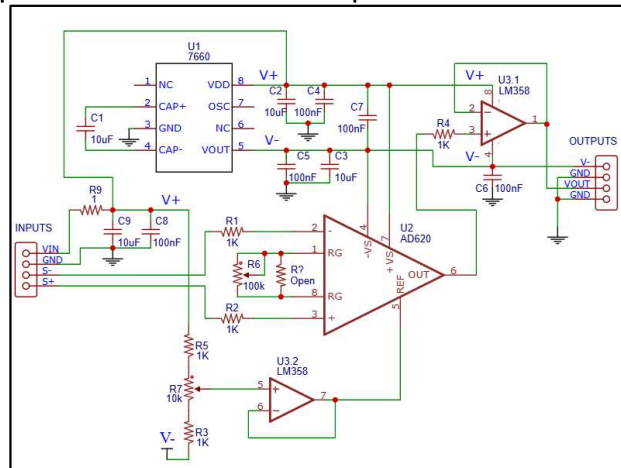 U1
7660
1 NC
VDD 8
2 CAP+
OSC 7
3 GND
NC 6
4 CAP-
VOUT 5
C1
10uF
V+
C2
10uF
C4
100nF
C7
100nF
V-
C5
100nF
C3
10uF
V+
U3.1
LM358
8
2
-
3
+
1
4
R4
1K
V-
C6
100nF
OUTPUTS
V-
GND
VOUT
GND
R9
1
V+
C9
10uF
C8
100nF
INPUTS
VIN
GND
S-
S+
R1
1K
R6
100k
R?
Open
R2
1K
2 -
1 RG
8 RG
3 +
4
-VS
7
+VS
U2
AD620
OUT 6
REF
5
R5
1K
R7
10k
R3
1K
V-
U3.2
LM358
5 +
6 -
7